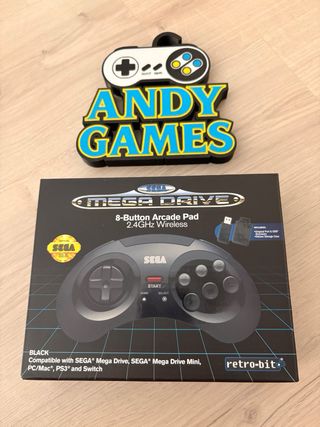 ANDY
GAMES
SEGA
MEGA DRIVE
8-Button Arcade Pad
2.4GHz Wireless
SEGA
SEGA
START
BLACK
Compatible with SEGA® Mega Drive, SEGA® Mega Drive Mini,
PC/Mac®, PS3® and Switch
retro-bit